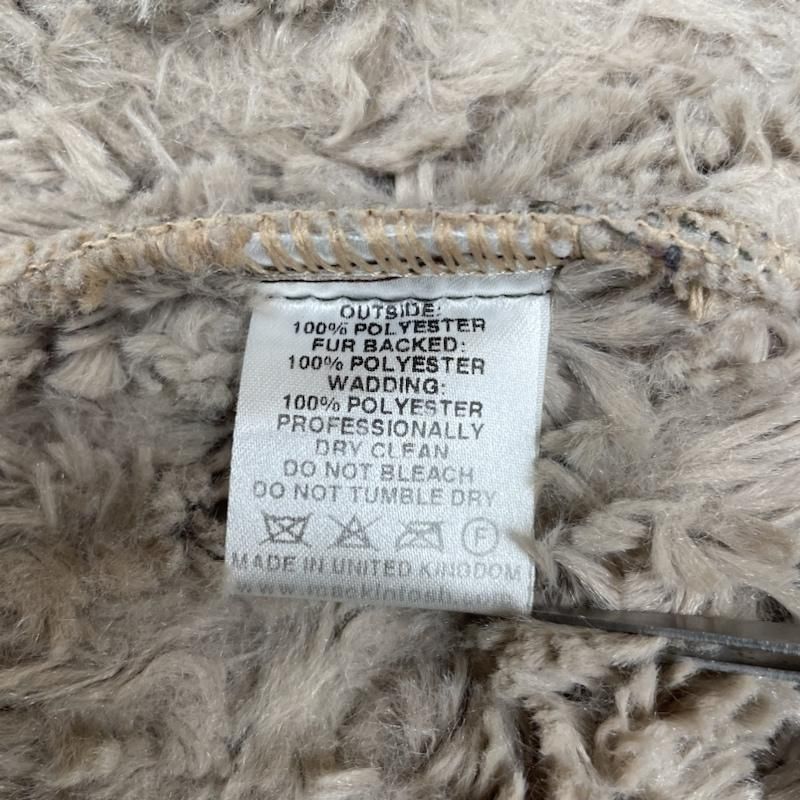 OUTSIDE:
100% POLYESTER
FUR BACKED:
100% POLYESTER
WADDING:
100% POLYESTER
PROFESSIONALLY
DRY CLEAN
DO NOT BLEACH
DO NOT TUMBLE DRY
F
MADE IN UNITED KINGDOM